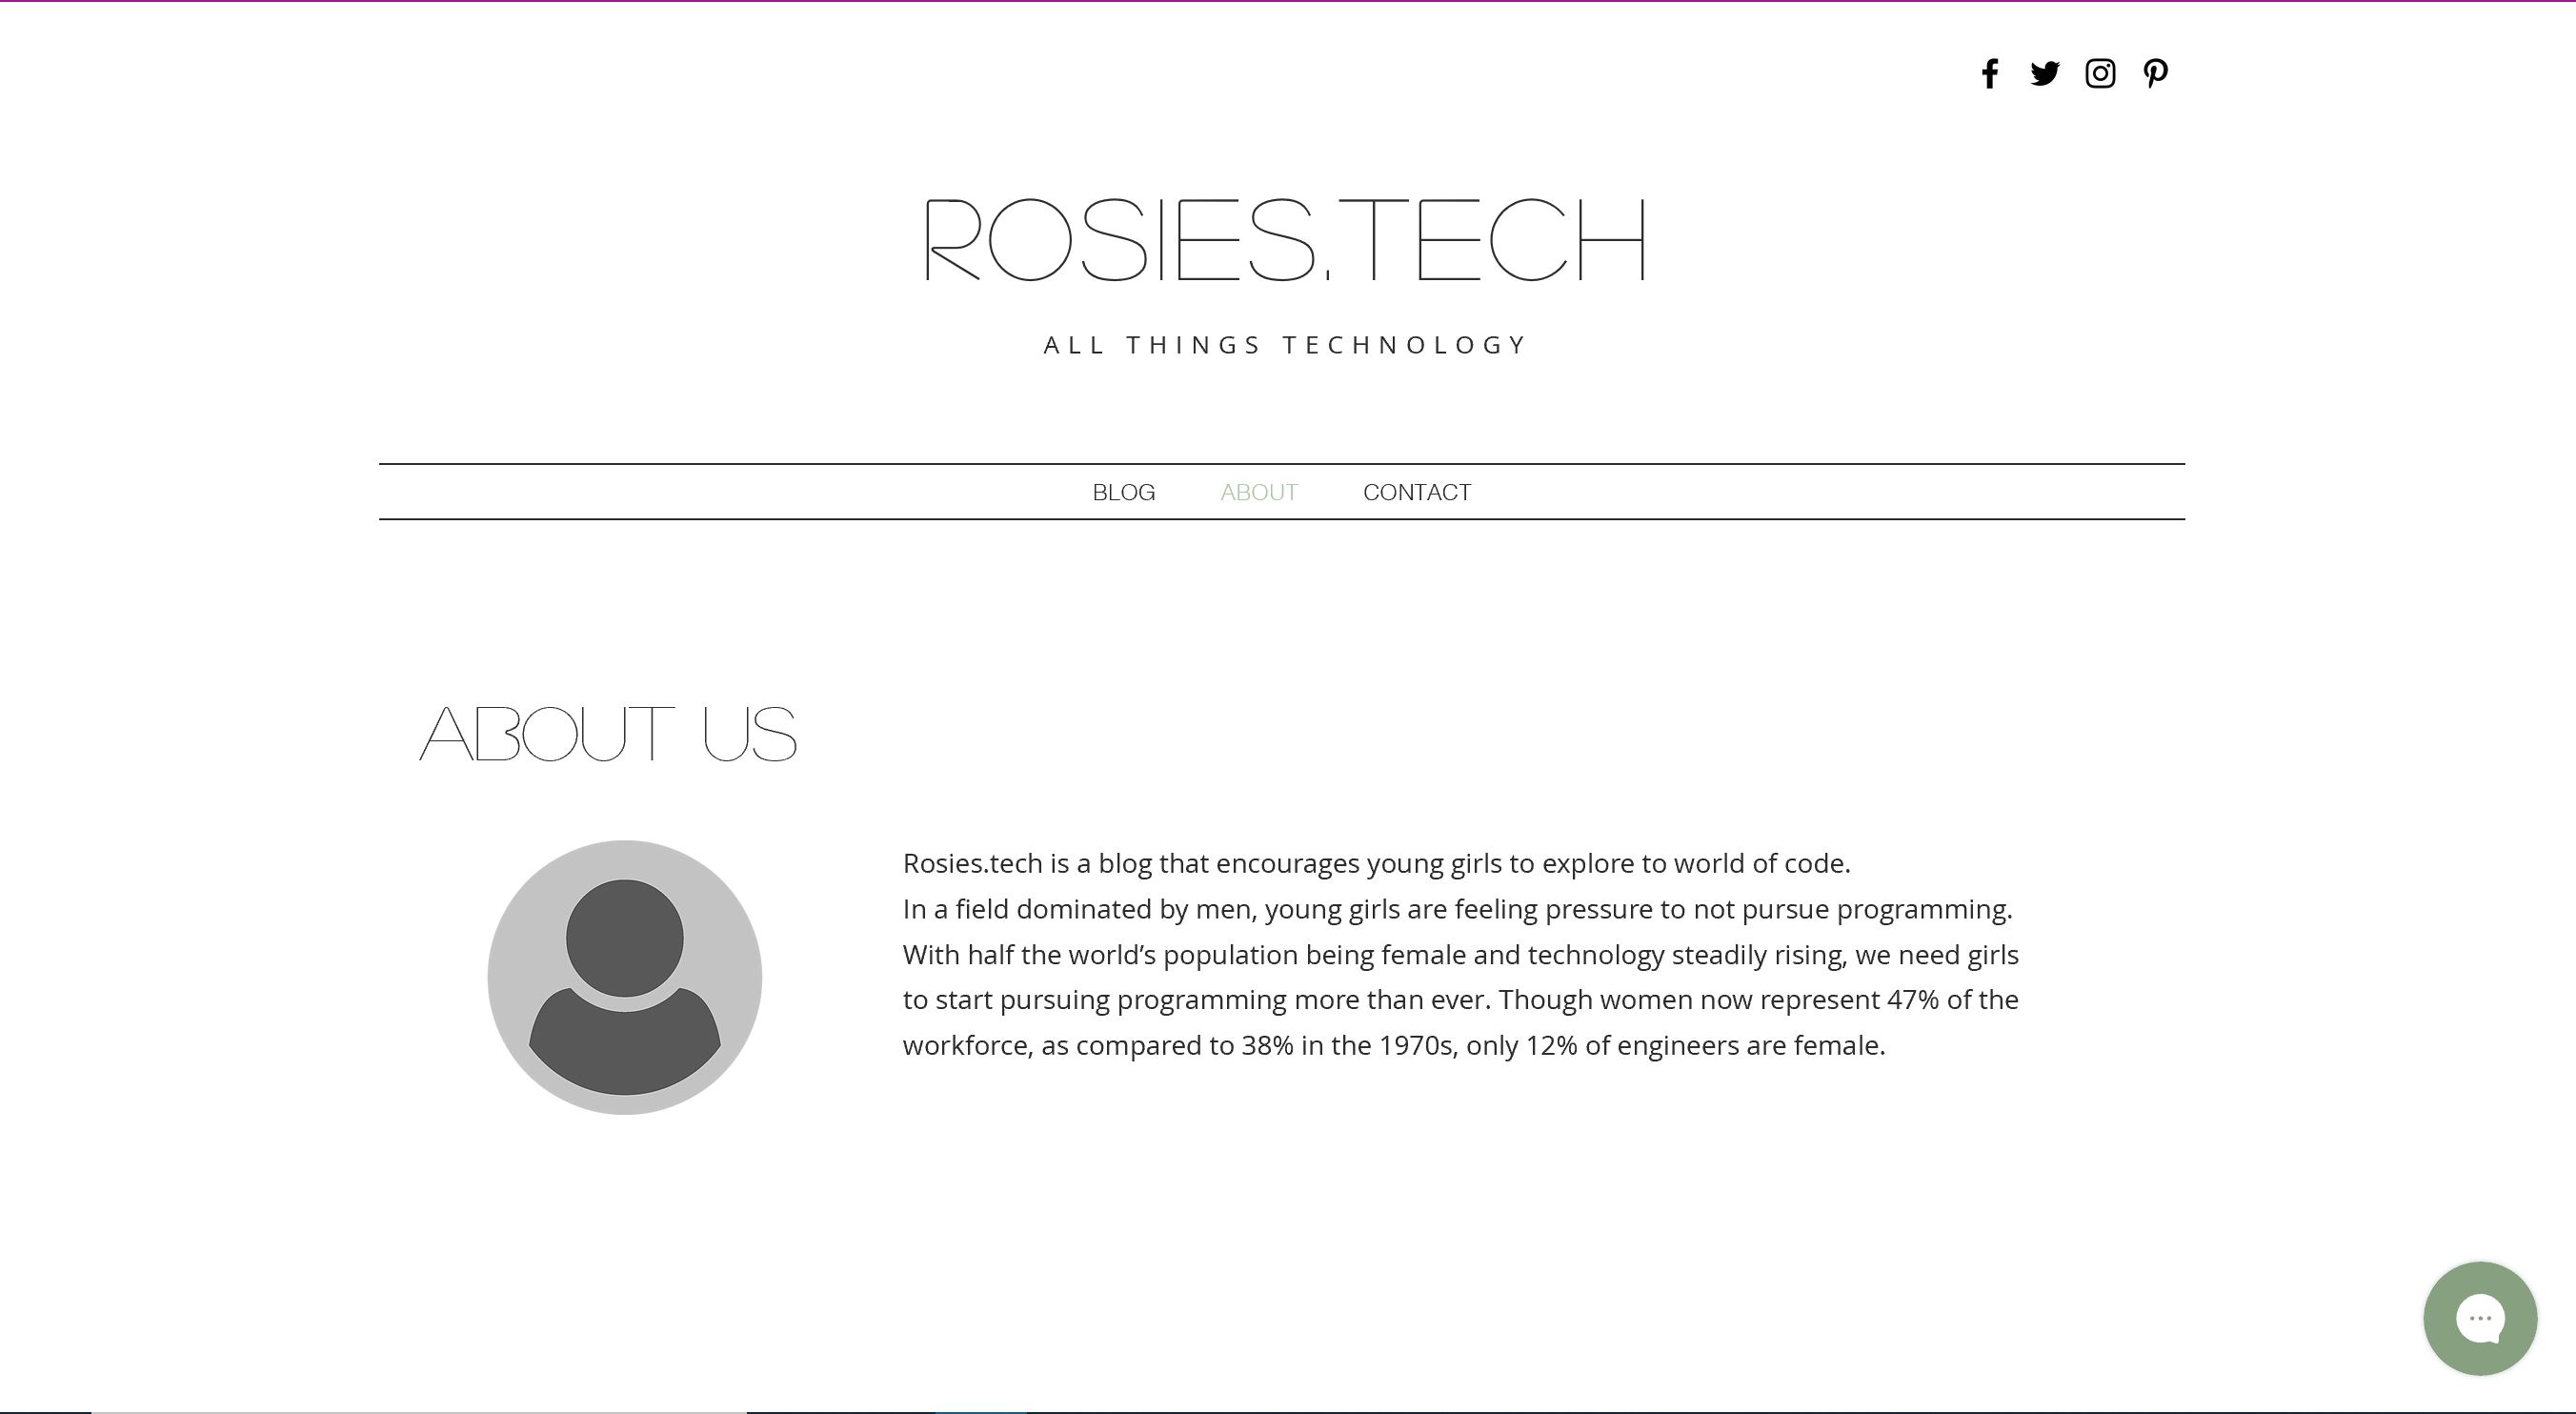 ROSIES.TECH
ALL THINGS TECHNOLOGY
BLOG ABOUT CONTACT
ABOUT US
Rosies.tech is a blog that encourages young girls to explore to world of code.
In a field dominated by men, young girls are feeling pressure to not pursue programming.
With half the world’s population being female and technology steadily rising, we need girls
to start pursuing programming more than ever. Though women now represent 47% of the
workforce, as compared to 38% in the 1970s, only 12% of engineers are female.